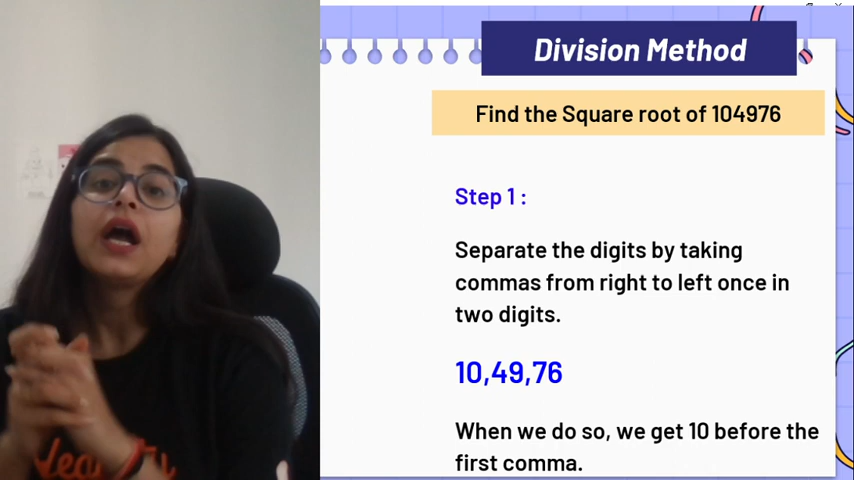 Division Method
Find the Square root of 104976
Step 1 :
Separate the digits by taking
commas from right to left once in
two digits.
10,49,76
When we do so, we get 10 before the
first comma.